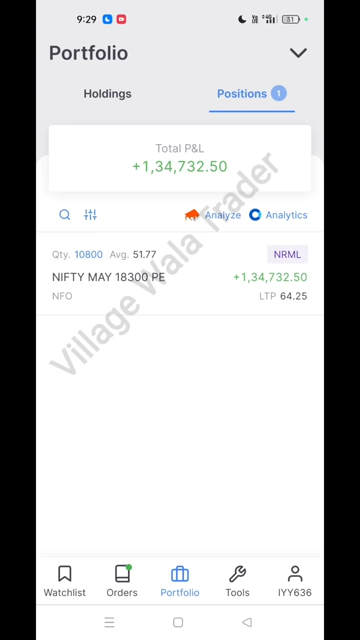 9:29
31
Portfolio
Holdings
Positions 1
Total P&L
+1,34,732.50
Analyze
Analytics
Qty. 10800 Avg. 51.77
NRML
NIFTY MAY 18300 PE
+1,34,732.50
NFO
LTP 64.25
Village Wala Trader
Watchlist
Orders
Portfolio
Tools
IYY636